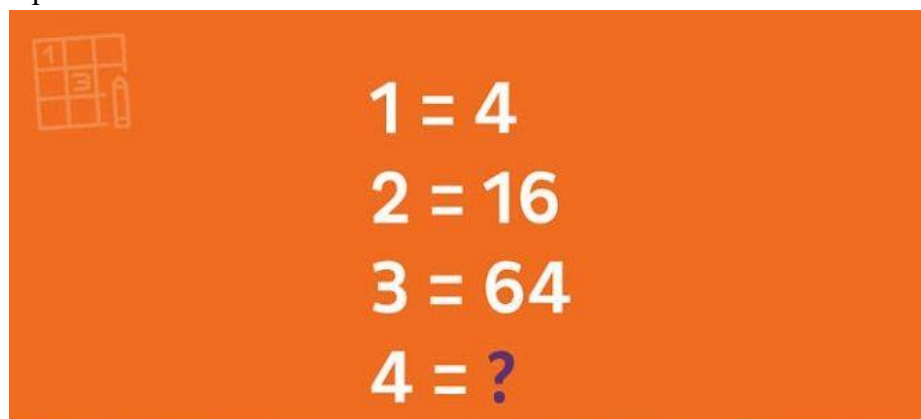 1 3
1 = 4
2 = 16
3 = 64
4 = ?